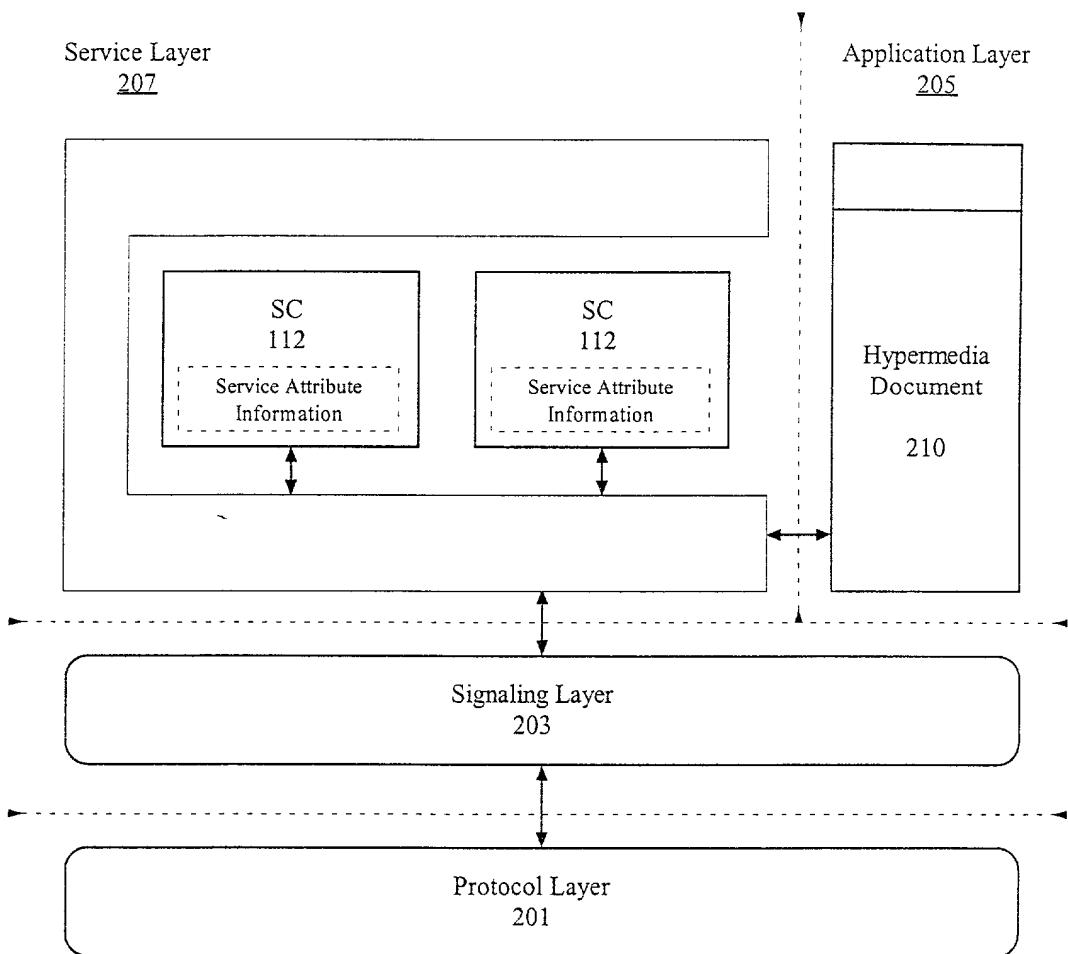 Service Layer
207
Application Layer
205
SC
112
Service Attribute
Information
SC
112
Service Attribute
Information
Hypermedia
Document
210
Signaling Layer
203
Protocol Layer
201